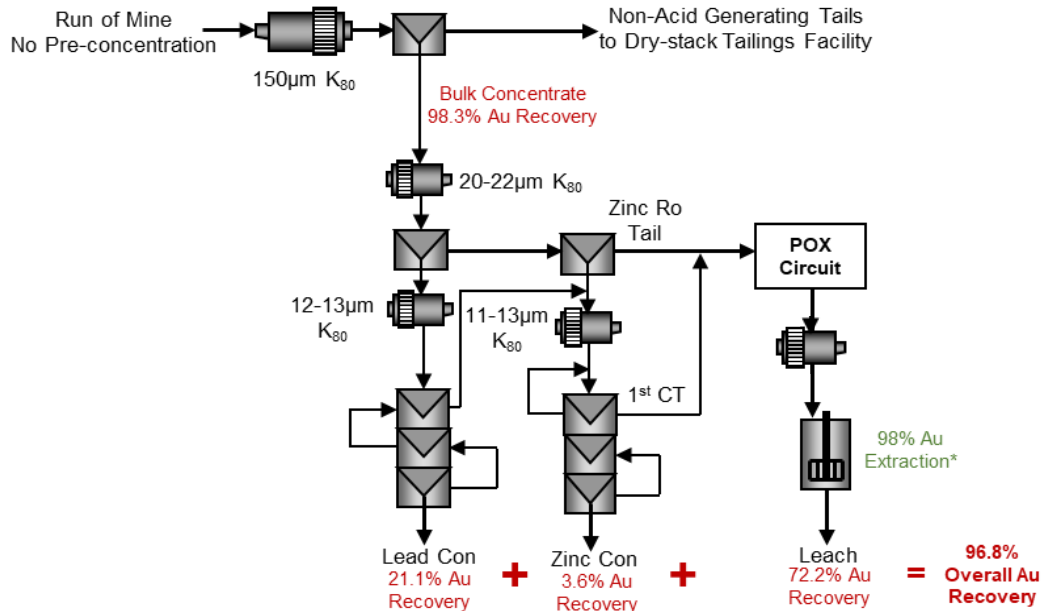 Run of Mine
No Pre-concentration
Non-Acid Generating Tails
to Dry-stack Tailings Facility
150µm K₈₀
Bulk Concentrate
98.3% Au Recovery
20-22µm K₈₀
Zinc Ro
Tail
POX
Circuit
12-13µm
K₈₀
11-13µm
K₈₀
1ˢᵗ CT
98% Au
Extraction*
Lead Con
21.1% Au
Recovery
+
Zinc Con
3.6% Au
Recovery
+
Leach
72.2% Au
Recovery
=
96.8%
Overall Au
Recovery